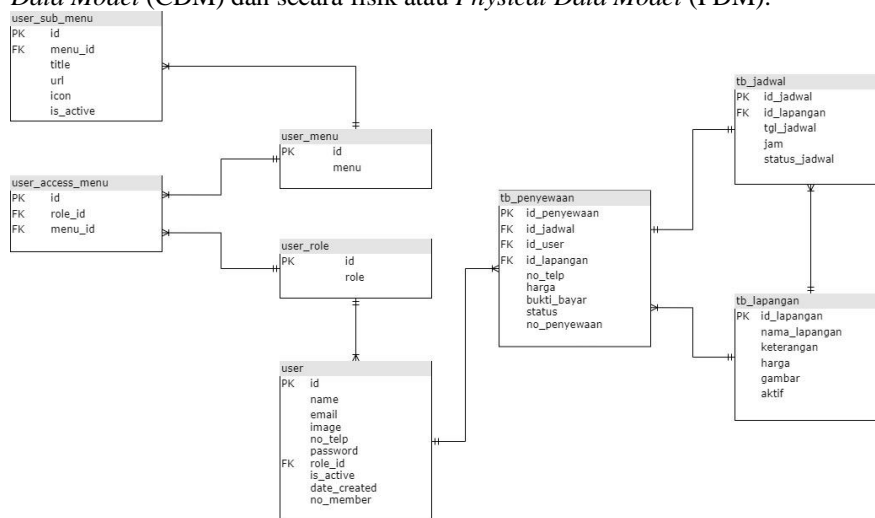 Data Model (CDM) dan secara fisik atau Physical Data Model (PDM).
user_sub_menu
PK id
FK menu_id
title
url
icon
is_active
user_menu
PK id
menu
user_access_menu
PK id
FK role_id
FK menu_id
user_role
PK id
role
user
PK id
name
email
image
no_telp
password
FK role_id
is_active
date_created
no_member
tb_penyewaan
PK id_penyewaan
FK id_jadwal
FK id_user
FK id_lapangan
no_telp
harga
bukti_bayar
status
no_penyewaan
tb_jadwal
PK id_jadwal
FK id_lapangan
tgl_jadwal
jam
status_jadwal
tb_lapangan
PK id_lapangan
nama_lapangan
keterangan
harga
gambar
aktif